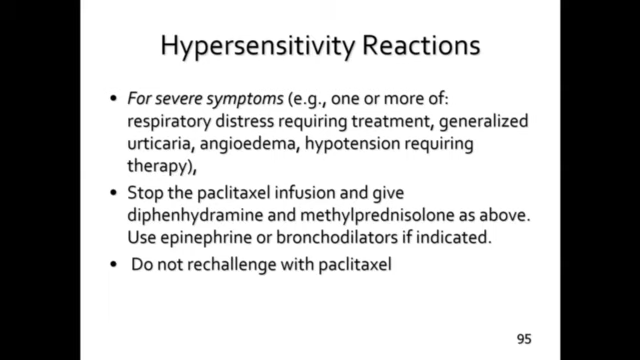 Hypersensitivity Reactions
• For severe symptoms (e.g., one or more of:
respiratory distress requiring treatment, generalized
urticaria, angioedema, hypotension requiring
therapy),
• Stop the paclitaxel infusion and give
diphenhydramine and methylprednisolone as above.
Use epinephrine or bronchodilators if indicated.
• Do not rechallenge with paclitaxel
95